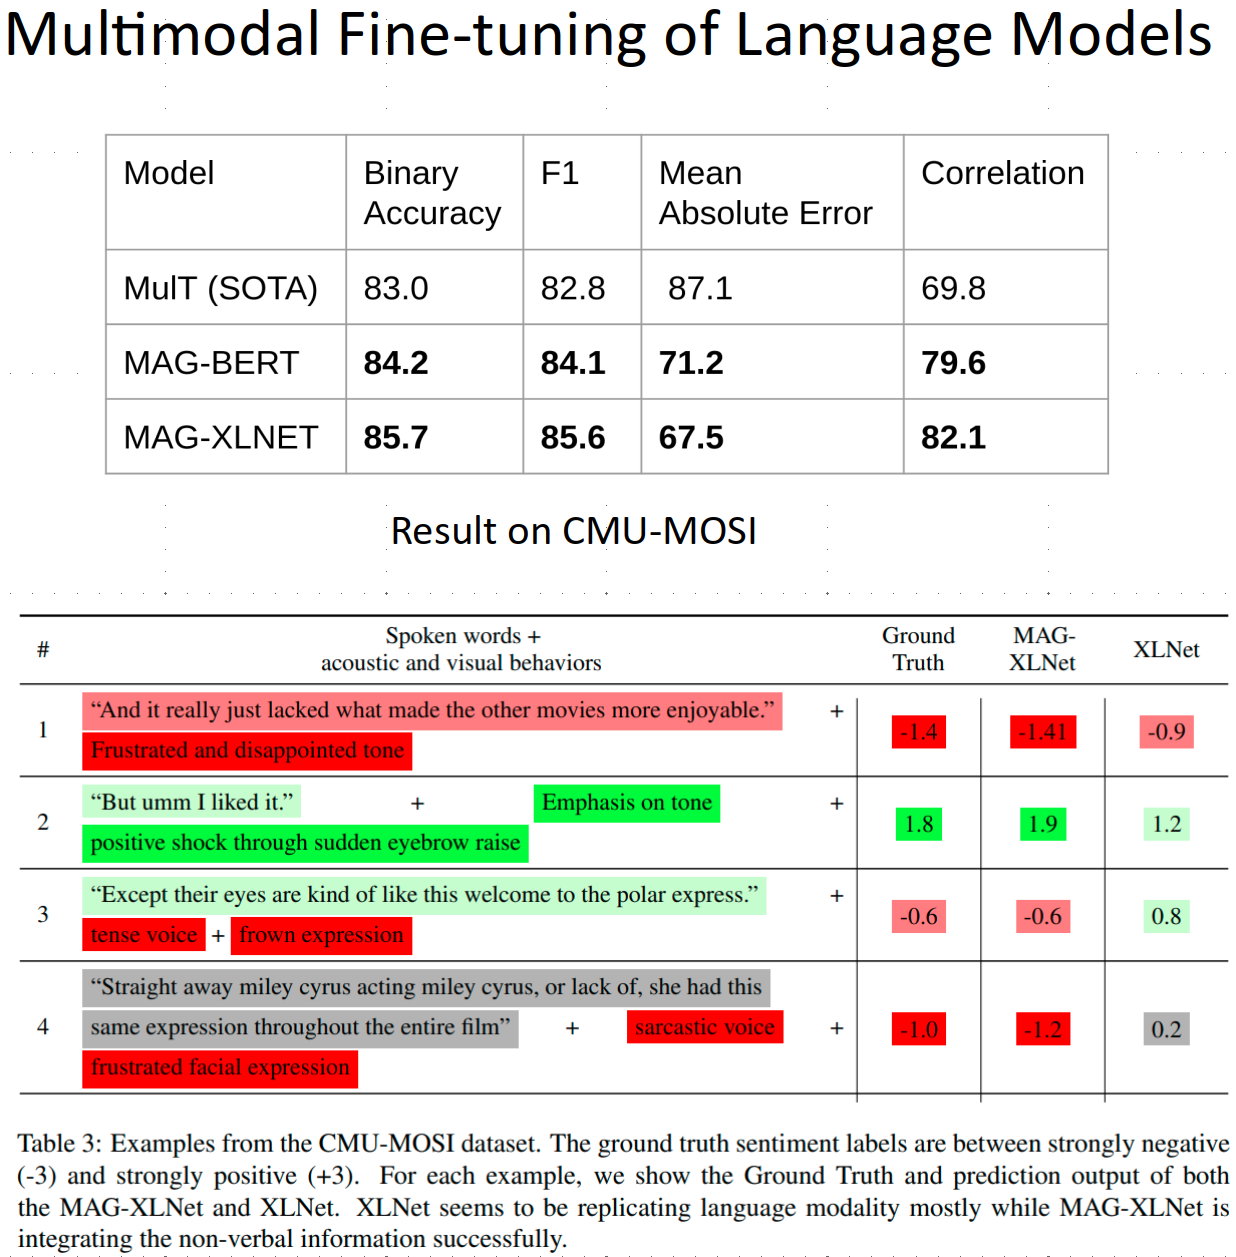 Multimodal Fine-tuning of Language Models
Model Binary Accuracy F1 Mean Absolute Error Correlation
MulT (SOTA) 83.0 82.8 87.1 69.8
MAG-BERT 84.2 84.1 71.2 79.6
MAG-XLNET 85.7 85.6 67.5 82.1
Result on CMU-MOSI
# Spoken words + acoustic and visual behaviors Ground Truth MAG-XLNet XLNet
1 “And it really just lacked what made the other movies more enjoyable.” + -1.4 -1.41 -0.9
Frustrated and disappointed tone
2 “But umm I liked it.” + Emphasis on tone + 1.8 1.9 1.2
positive shock through sudden eyebrow raise
3 “Except their eyes are kind of like this welcome to the polar express.” + -0.6 -0.6 0.8
tense voice + frown expression
4 “Straight away miley cyrus acting miley cyrus, or lack of, she had this
same expression throughout the entire film” + sarcastic voice + -1.0 -1.2 0.2
frustrated facial expression
Table 3: Examples from the CMU-MOSI dataset. The ground truth sentiment labels are between strongly negative
(-3) and strongly positive (+3). For each example, we show the Ground Truth and prediction output of both
the MAG-XLNet and XLNet. XLNet seems to be replicating language modality mostly while MAG-XLNet is
integrating the non-verbal information successfully.